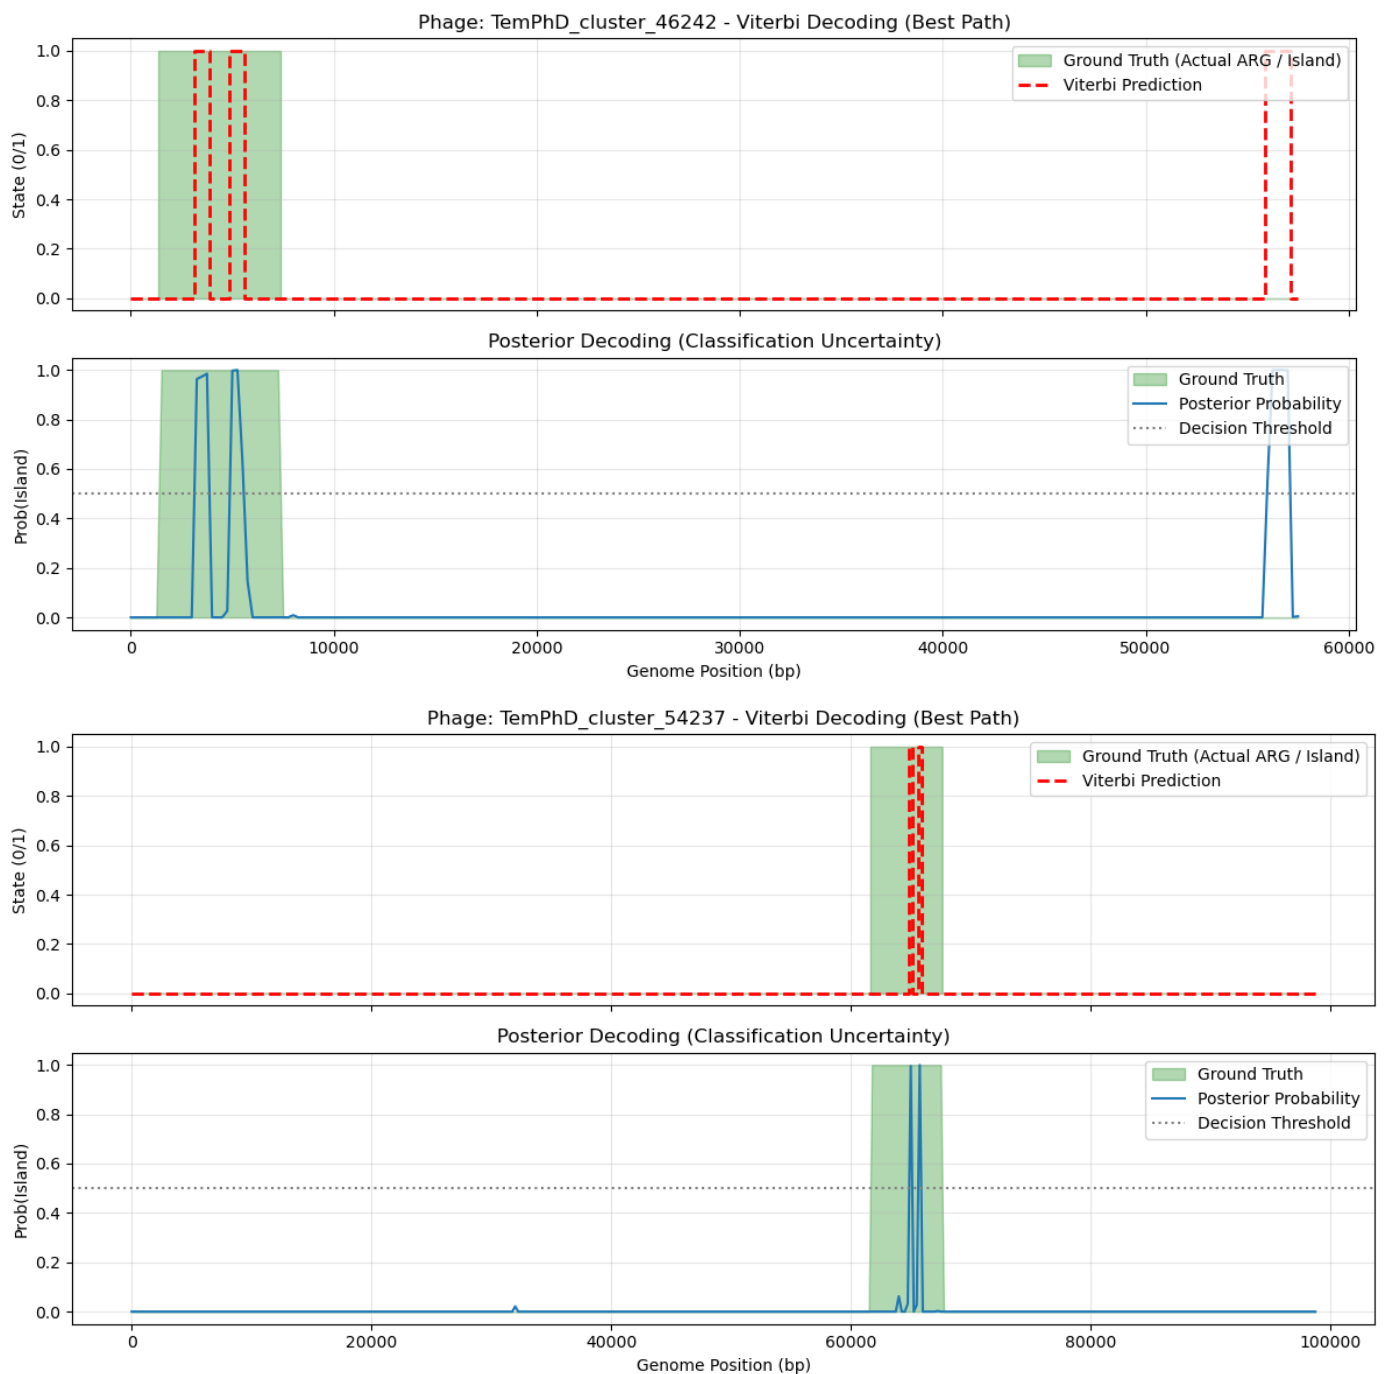 Phage: TemPhD_cluster_46242 - Viterbi Decoding (Best Path)
1.0
0.8
0.6
0.4
0.2
0.0
State (0/1)
Ground Truth (Actual ARG / Island)
Viterbi Prediction
Posterior Decoding (Classification Uncertainty)
1.0
0.8
0.6
0.4
0.2
0.0
Prob(Island)
Ground Truth
Posterior Probability
Decision Threshold
0 10000 20000 30000 40000 50000 60000
Genome Position (bp)
Phage: TemPhD_cluster_54237 - Viterbi Decoding (Best Path)
1.0
0.8
0.6
0.4
0.2
0.0
State (0/1)
Ground Truth (Actual ARG / Island)
Viterbi Prediction
Posterior Decoding (Classification Uncertainty)
1.0
0.8
0.6
0.4
0.2
0.0
Prob(Island)
Ground Truth
Posterior Probability
Decision Threshold
0 20000 40000 60000 80000 100000
Genome Position (bp)